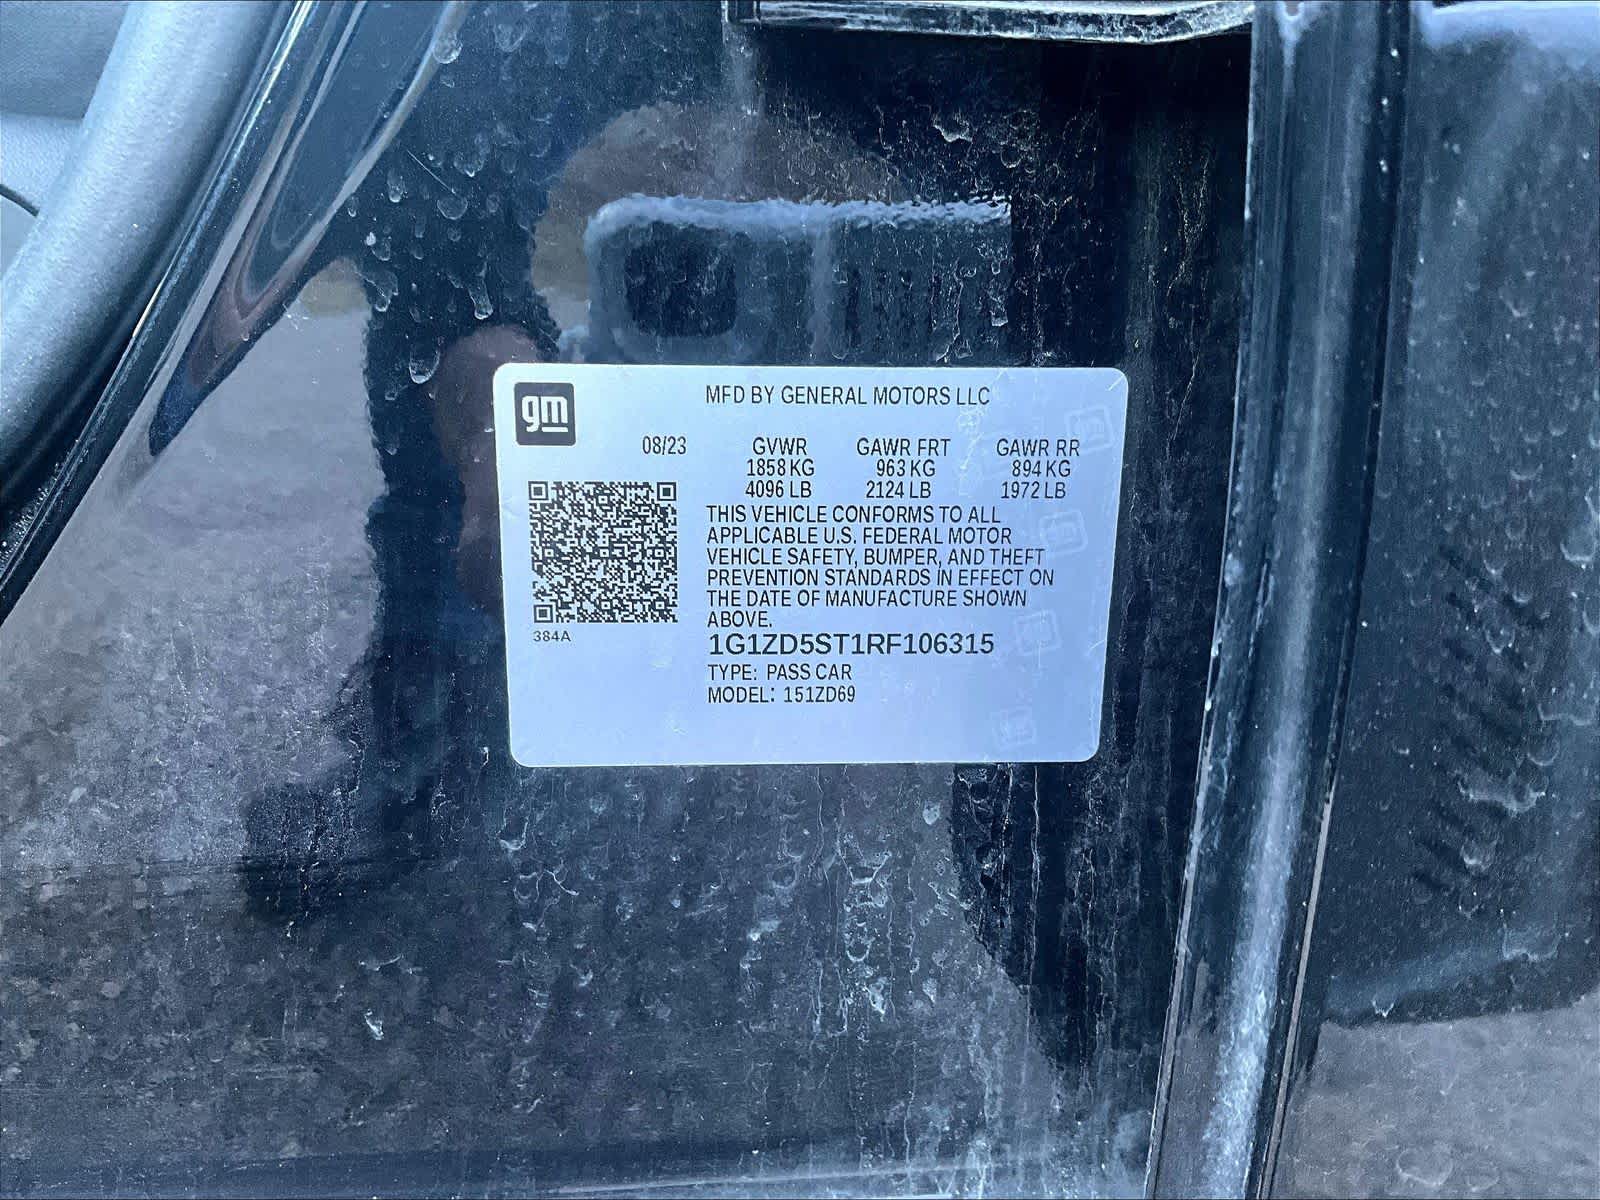 gm
MFD BY GENERAL MOTORS LLC
08/23 GVWR GAWR FRT GAWR RR
1858 KG 963 KG 894 KG
4096 LB 2124 LB 1972 LB
THIS VEHICLE CONFORMS TO ALL
APPLICABLE U.S. FEDERAL MOTOR
VEHICLE SAFETY, BUMPER, AND THEFT
PREVENTION STANDARDS IN EFFECT ON
THE DATE OF MANUFACTURE SHOWN
ABOVE.
384A
1G1ZD5ST1RF106315
TYPE: PASS CAR
MODEL: 151ZD69